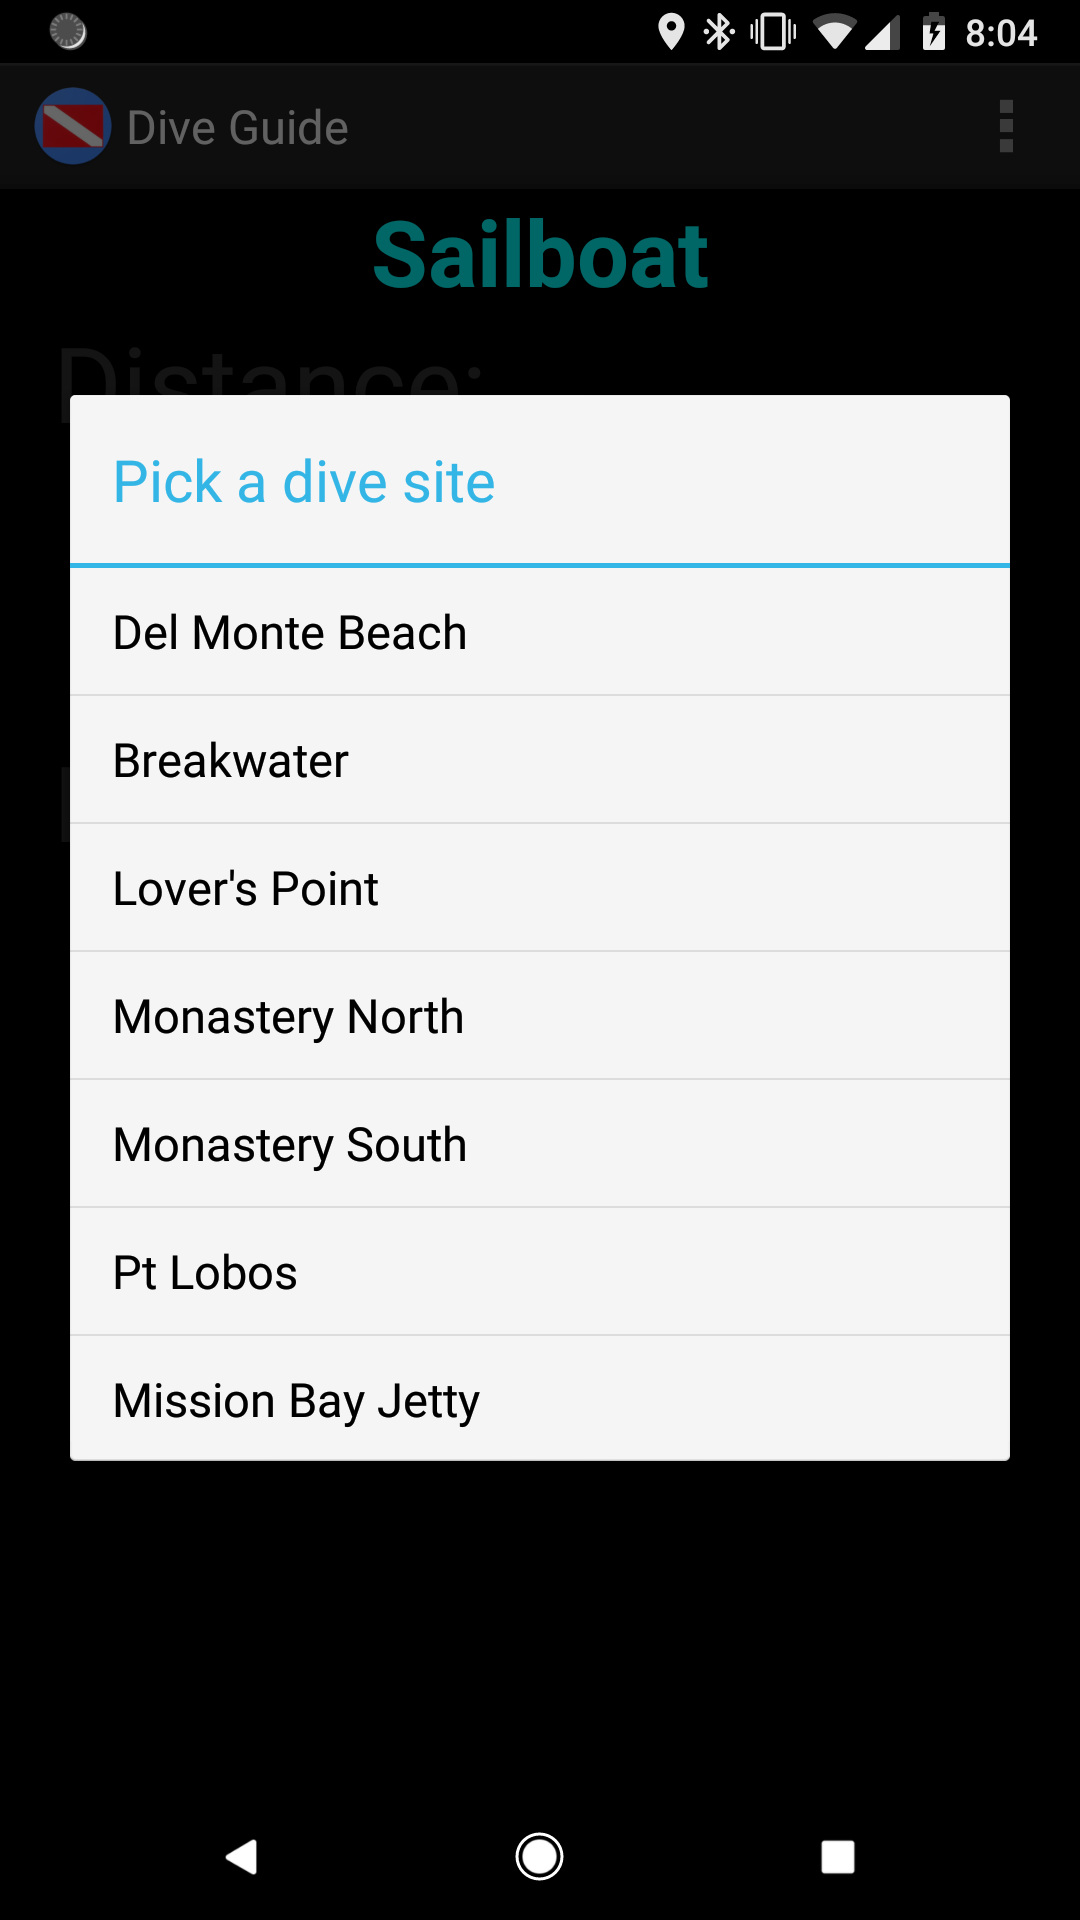 8:04
Dive Guide
Sailboat
Distance:
Pick a dive site
Del Monte Beach
Breakwater
Lover's Point
Monastery North
Monastery South
Pt Lobos
Mission Bay Jetty